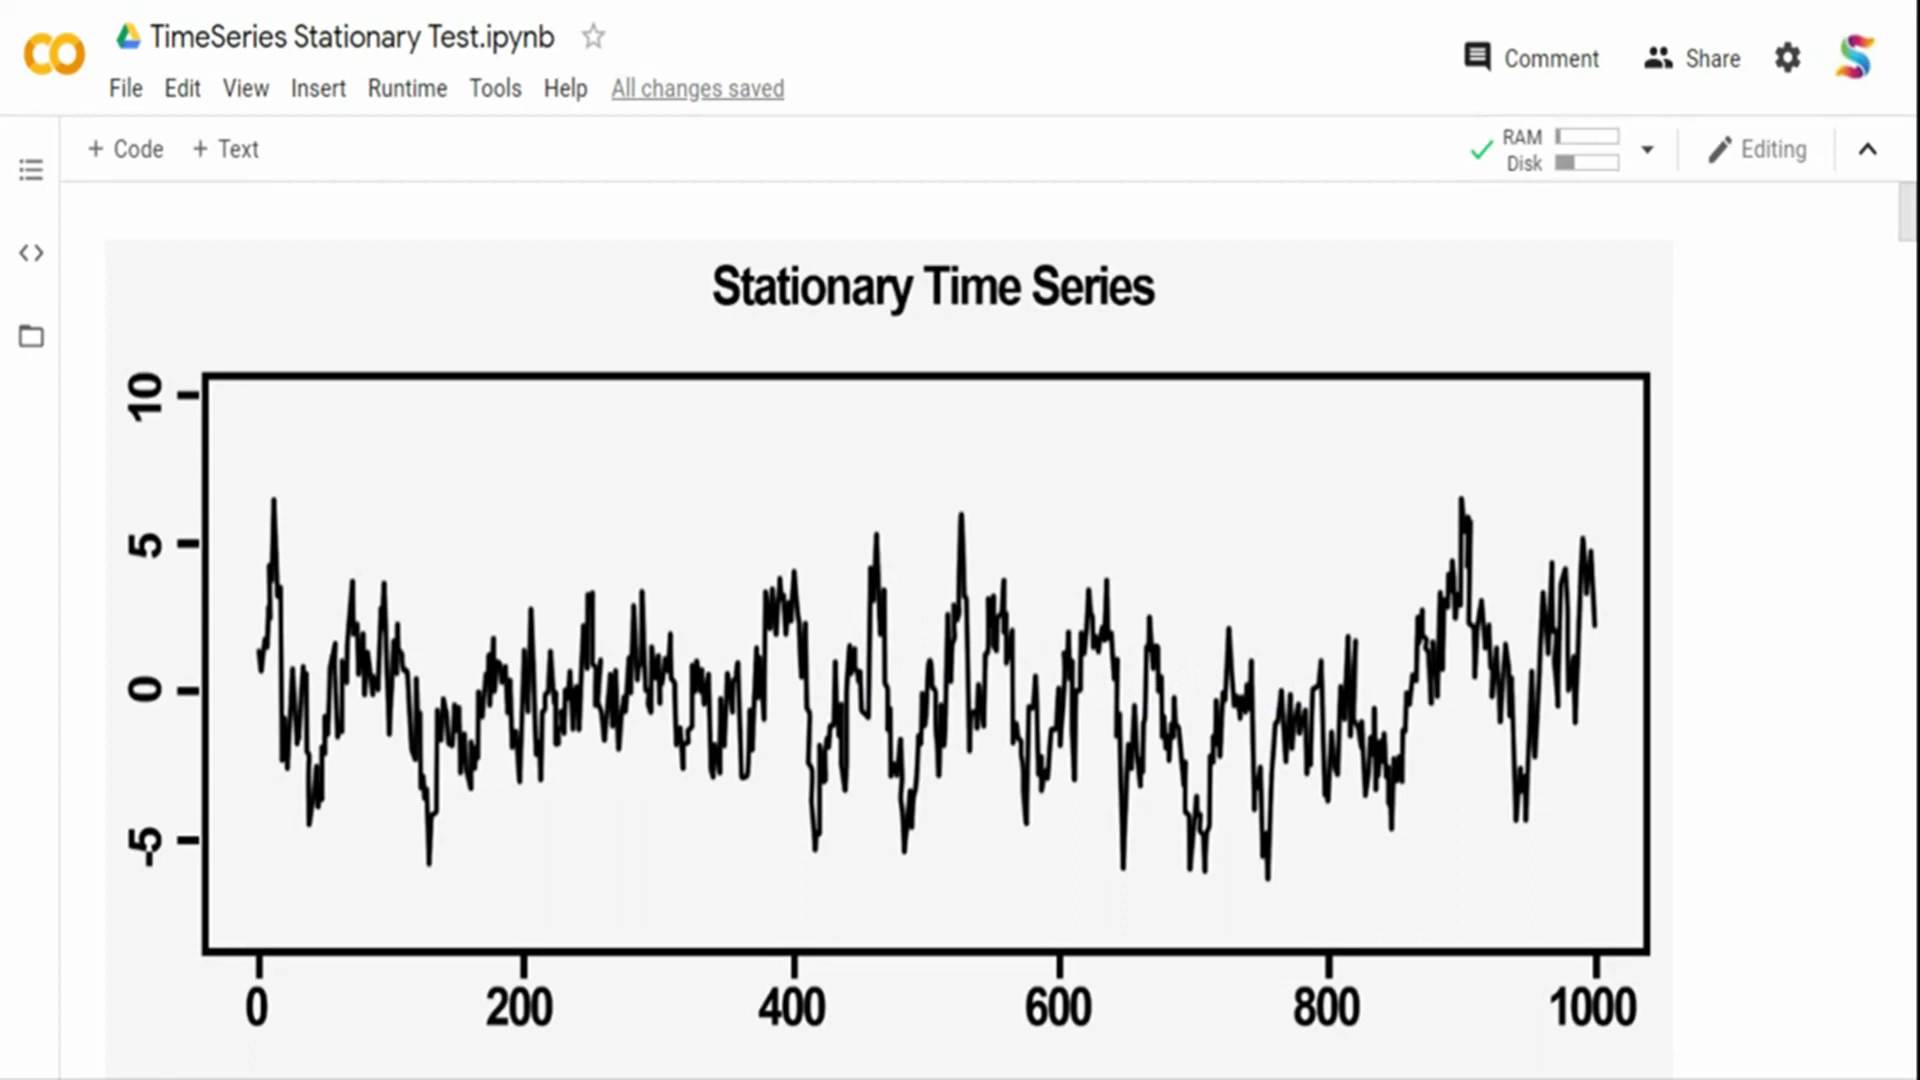 TimeSeries Stationary Test.ipynb
File Edit View Insert Runtime Tools Help All changes saved
Comment Share
+ Code + Text
RAM
Disk
Editing
Stationary Time Series
10
5
0
-5
0 200 400 600 800 1000